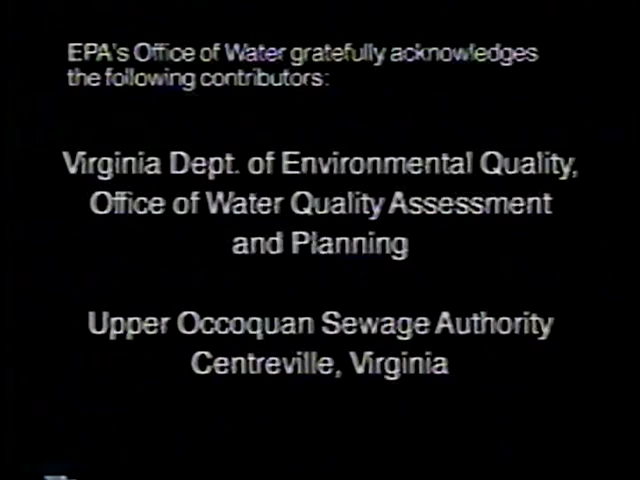 EPA's Office of Water gratefully acknowledges
the following contributors:
Virginia Dept. of Environmental Quality,
Office of Water Quality Assessment
and Planning
Upper Occoquan Sewage Authority
Centreville, Virginia